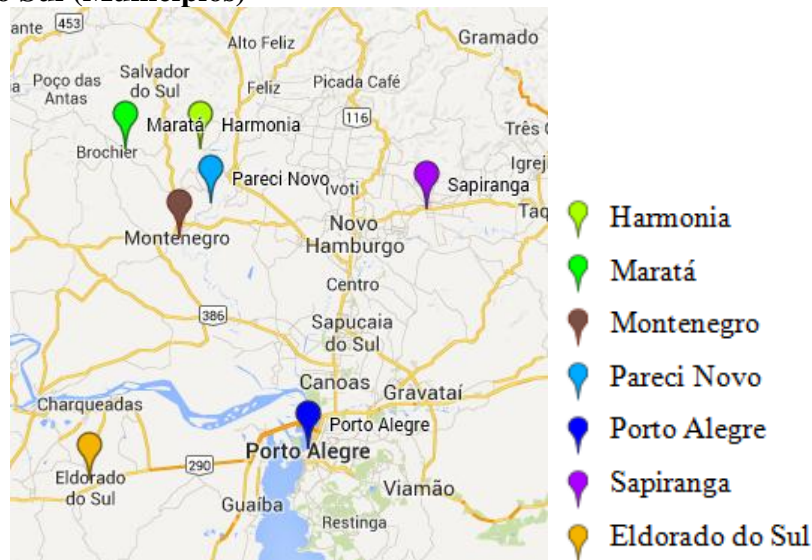 o Sul (Municípios)
ante 453
Alto Feliz
Gramado
a Poço das
Antas
Salvador
do Sul
Feliz
Picada Café
116
Maratá
Harmonia
Três
Brochier
Igrej
Pareci Novo
Ivoti
Sapiranga
Taq
Novo
Hamburgo
Montenegro
Centro
386
Sapucaia
do Sul
Canoas
Gravataí
Charqueadas
Porto Alegre
Porto Alegre
290
Eldorado
do Sul
Viamão
Guaíba
Restinga
Harmonia
Maratá
Montenegro
Pareci Novo
Porto Alegre
Sapiranga
Eldorado do Sul